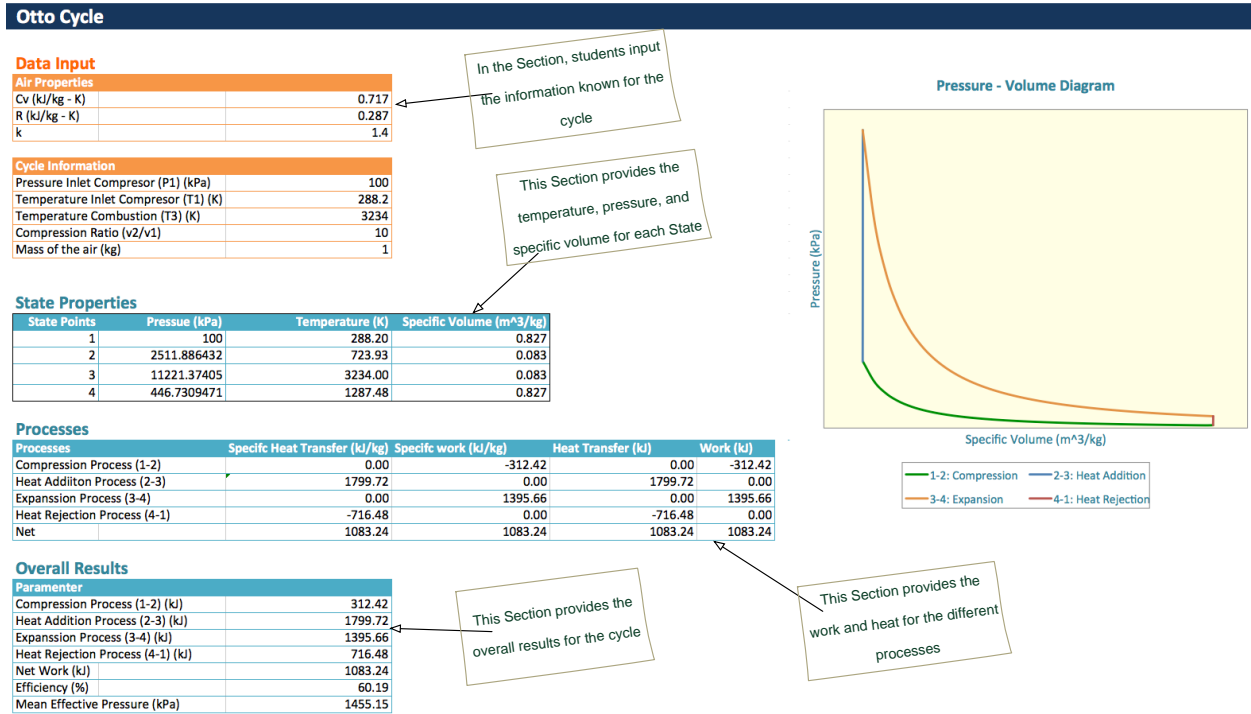 Otto Cycle
Data Input
Air Properties
Cv (kJ/kg - K) 0.717
R (kJ/kg - K) 0.287
k 1.4
In the Section, students input
the information known for the
cycle
Cycle Information
Pressure Inlet Compresor (P1) (kPa) 100
Temperature Inlet Compresor (T1) (K) 288.2
Temperature Combustion (T3) (K) 3234
Compression Ratio (v2/v1) 10
Mass of the air (kg) 1
This Section provides the
temperature, pressure, and
specific volume for each State
State Properties
State Points Pressue (kPa) Temperature (K) Specific Volume (m^3/kg)
1 100 288.20 0.827
2 2511.886432 723.93 0.083
3 11221.37405 3234.00 0.083
4 446.7309471 1287.48 0.827
Pressure - Volume Diagram
Pressure (kPa)
Specific Volume (m^3/kg)
1-2: Compression 2-3: Heat Addition
3-4: Expansion 4-1: Heat Rejection
Processes
Processes Specifc Heat Transfer (kJ/kg) Specifc work (kJ/kg) Heat Transfer (kJ) Work (kJ)
Compression Process (1-2) 0.00 -312.42 0.00 -312.42
Heat Addiiton Process (2-3) 1799.72 0.00 1799.72 0.00
Expanssion Process (3-4) 0.00 1395.66 0.00 1395.66
Heat Rejection Process (4-1) -716.48 0.00 -716.48 0.00
Net 1083.24 1083.24 1083.24 1083.24
This Section provides the
work and heat for the different
processes
Overall Results
Paramenter
Compression Process (1-2) (kJ) 312.42
Heat Addition Process (2-3) (kJ) 1799.72
Expanssion Process (3-4) (kJ) 1395.66
Heat Rejection Process (4-1) (kJ) 716.48
Net Work (kJ) 1083.24
Efficiency (%) 60.19
Mean Effective Pressure (kPa) 1455.15
This Section provides the
overall results for the cycle